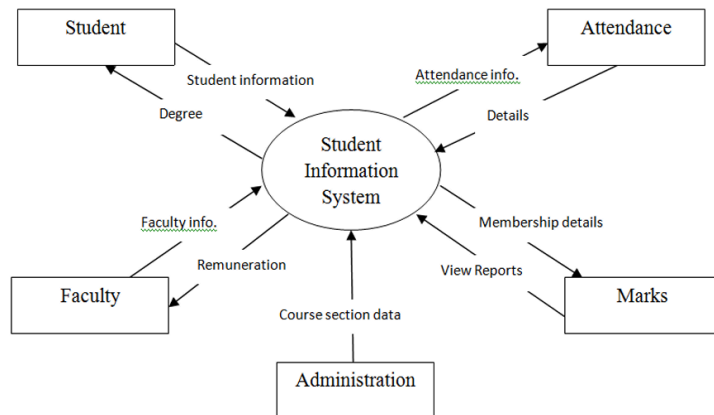 Student
Attendance
Student information
Attendance info.
Degree
Details
Student
Information
System
Faculty info.
Membership details
Remuneration
View Reports
Faculty
Marks
Course section data
Administration